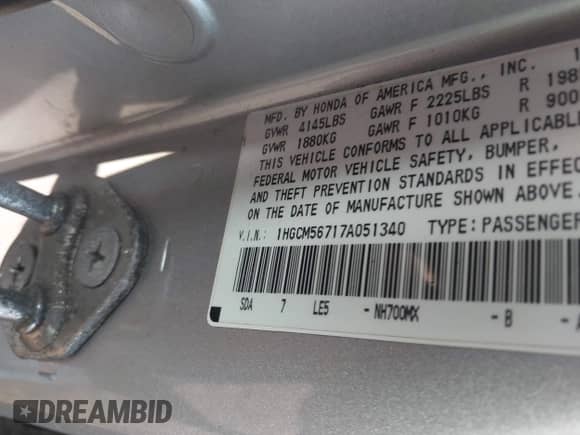 MFD. BY HONDA OF AMERICA MFG., INC.
GVWR 4145LBS GAWR F 2225LBS R
GVWR 1880KG GAWR F 1010KG R
THIS VEHICLE CONFORMS TO ALL APPLICABLE
FEDERAL MOTOR VEHICLE SAFETY, BUMPER,
AND THEFT PREVENTION STANDARDS IN EFFECT
ON THE DATE OF MANUFACTURE SHOWN ABOVE.
V.I.N.: 1HGCM56717A051340 TYPE: PASSENGER
SDA 7 LE5 - NH700MX - B - A
DREAMBID